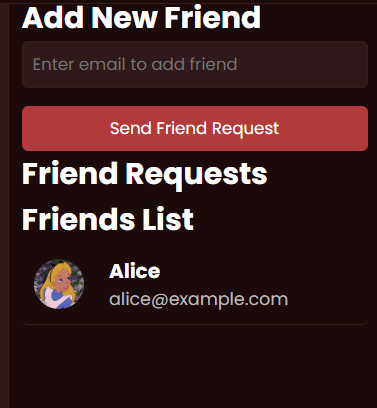 Add New Friend
Enter email to add friend
Send Friend Request
Friend Requests
Friends List
Alice
alice@example.com